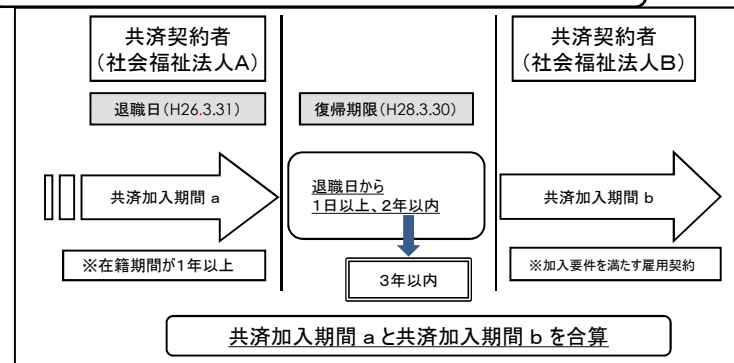 共済契約者
(社会福祉法人A)
共済契約者
(社会福祉法人B)
退職日(H26.3.31)
復帰期限(H28.3.30)
共済加入期間 a
退職日から
1日以上、2年以内
共済加入期間 b
※在籍期間が1年以上
3年以内
※加入要件を満たす雇用契約
共済加入期間 a と共済加入期間 b を合算